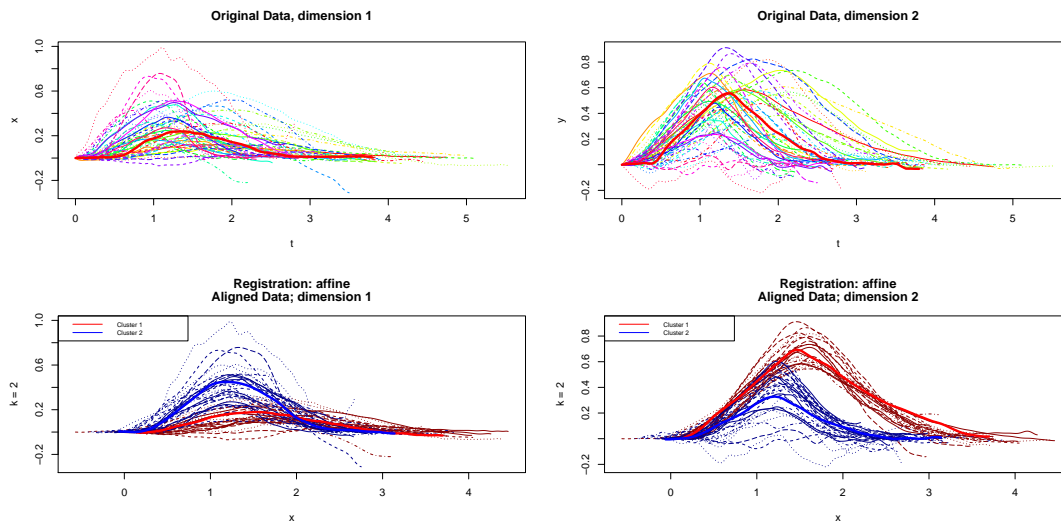 Original Data, dimension 1
x
1.0
0.6
0.2
−0.2
0 1 2 3 4 5
t
Original Data, dimension 2
y
0.8
0.6
0.4
0.2
0.0
−0.2
0 1 2 3 4 5
t
Registration: affine
Aligned Data; dimension 1
k = 2
1.0
0.6
0.2
−0.2
Cluster 1
Cluster 2
0 1 2 3 4
x
Registration: affine
Aligned Data; dimension 2
k = 2
0.8
0.6
0.4
0.2
0.0
−0.2
Cluster 1
Cluster 2
0 1 2 3 4
x